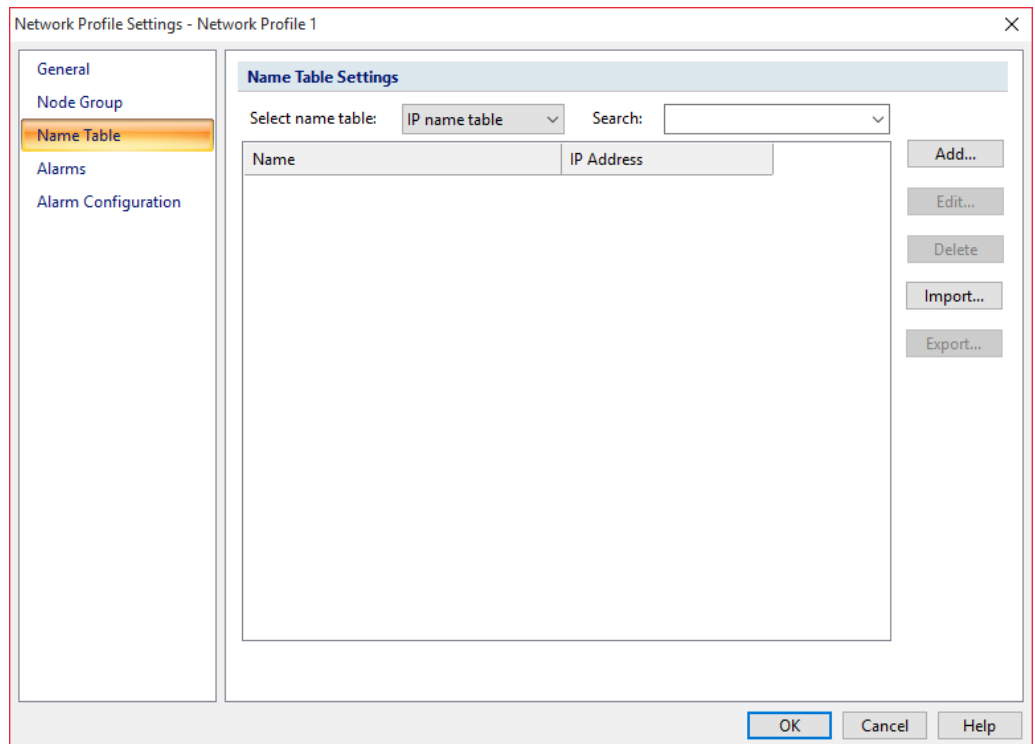 Network Profile Settings - Network Profile 1
General
Node Group
Name Table
Alarms
Alarm Configuration
Name Table Settings
Select name table: IP name table Search:
Name IP Address
Add...
Edit...
Delete
Import...
Export...
OK Cancel Help